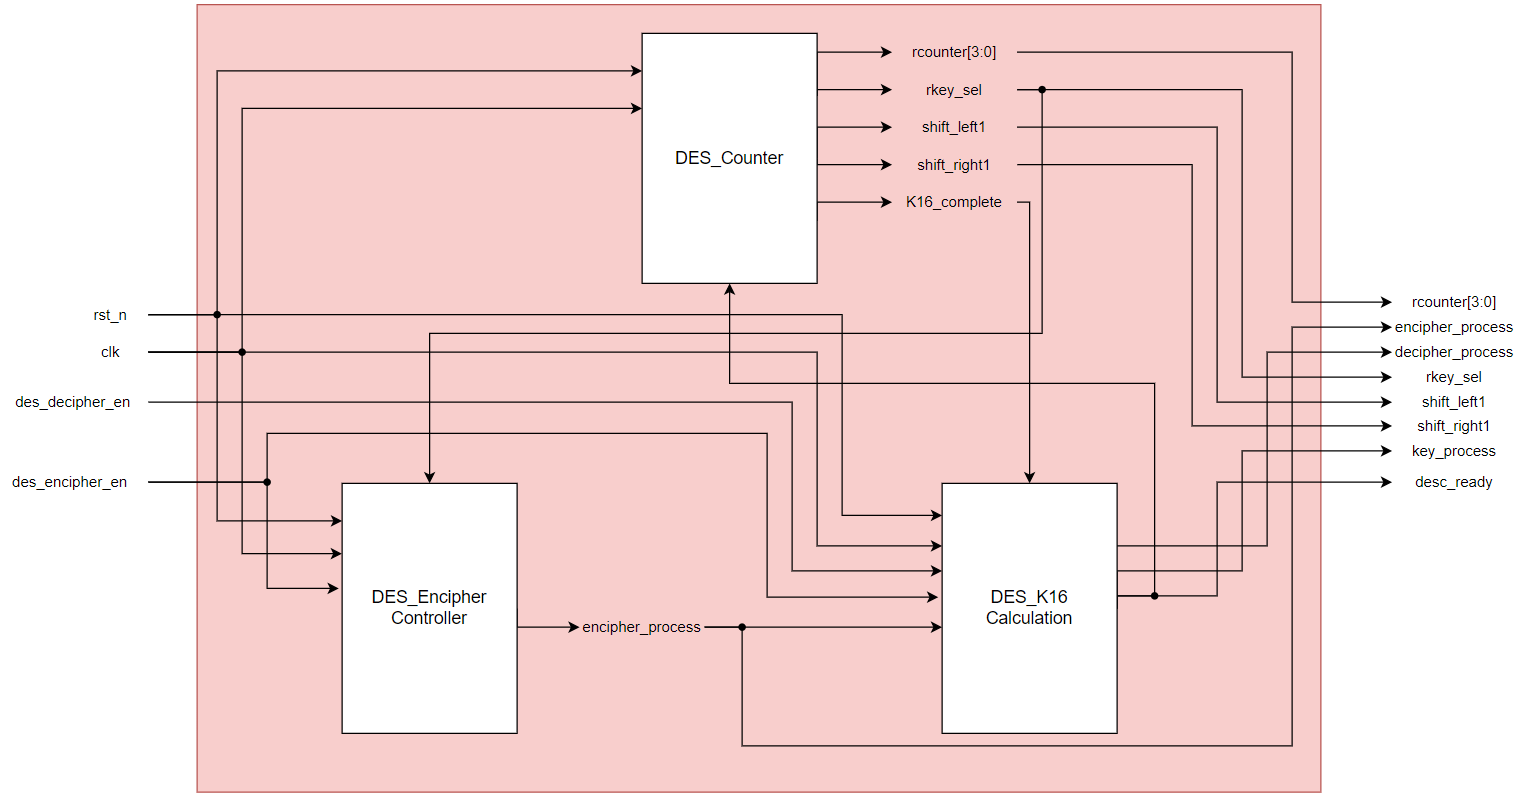 rcounter[3:0]
rkey_sel
shift_left1
DES_Counter
shift_right1
K16_complete
rst_n
clk
des_decipher_en
des_encipher_en
rcounter[3:0]
encipher_process
decipher_process
rkey_sel
shift_left1
shift_right1
key_process
desc_ready
DES_Encipher
Controller
encipher_process
DES_K16
Calculation